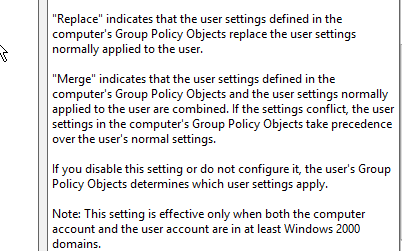 "Replace" indicates that the user settings defined in the
computer's Group Policy Objects replace the user settings
normally applied to the user.
"Merge" indicates that the user settings defined in the
computer's Group Policy Objects and the user settings normally
applied to the user are combined. If the settings conflict, the user
settings in the computer's Group Policy Objects take precedence
over the user's normal settings.
If you disable this setting or do not configure it, the user's Group
Policy Objects determines which user settings apply.
Note: This setting is effective only when both the computer
account and the user account are in at least Windows 2000
domains.